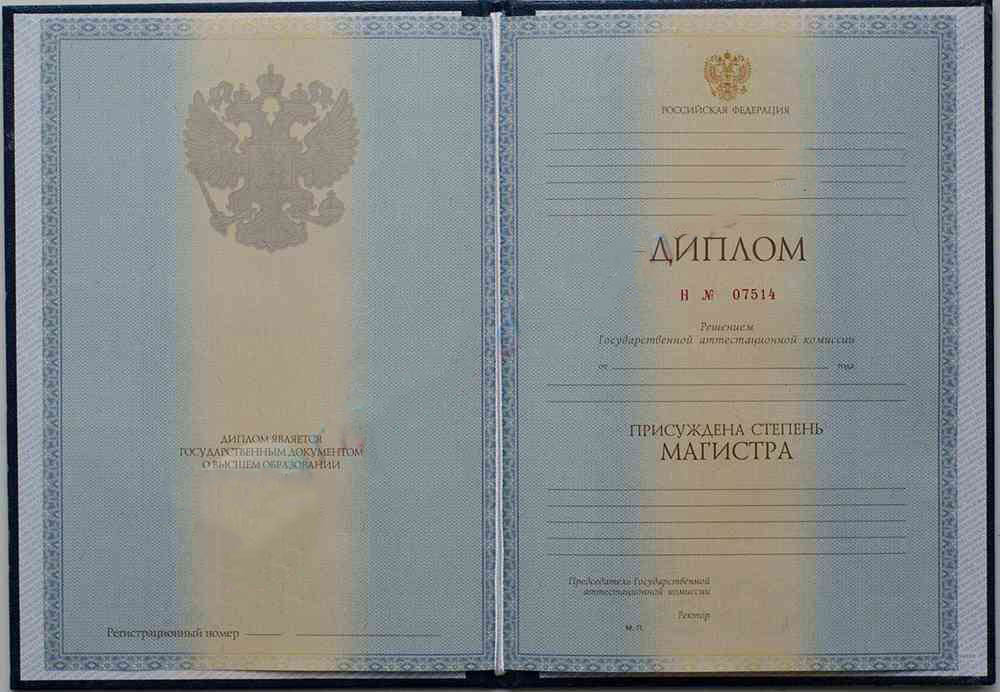 ДИПЛОМ ЯВЛЯЕТСЯ
ГОСУДАРСТВЕННЫМ ДОКУМЕНТОМ
О ВЫСШЕМ ОБРАЗОВАНИИ
Регистрационный номер
РОССИЙСКАЯ ФЕДЕРАЦИЯ
ДИПЛОМ
Н № 07514
Решением
Государственной аттестационной комиссии
от года
ПРИСУЖДЕНА СТЕПЕНЬ
МАГИСТРА
Председатель Государственной
аттестационной комиссии
Ректор
М. П.